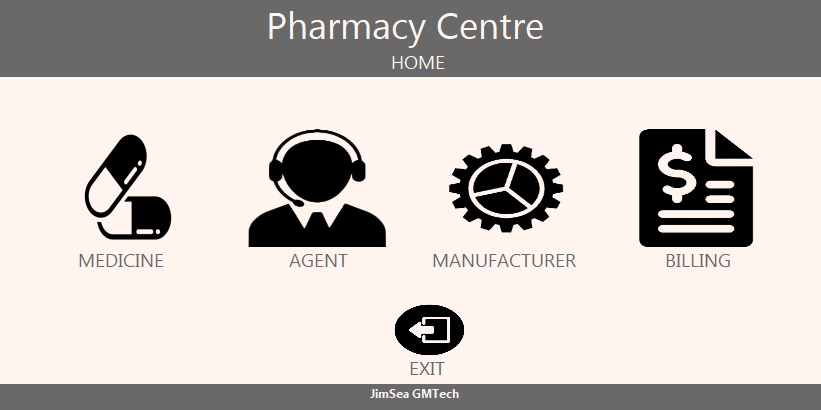 Pharmacy Centre
HOME
MEDICINE AGENT MANUFACTURER BILLING
EXIT
JimSea GMTech